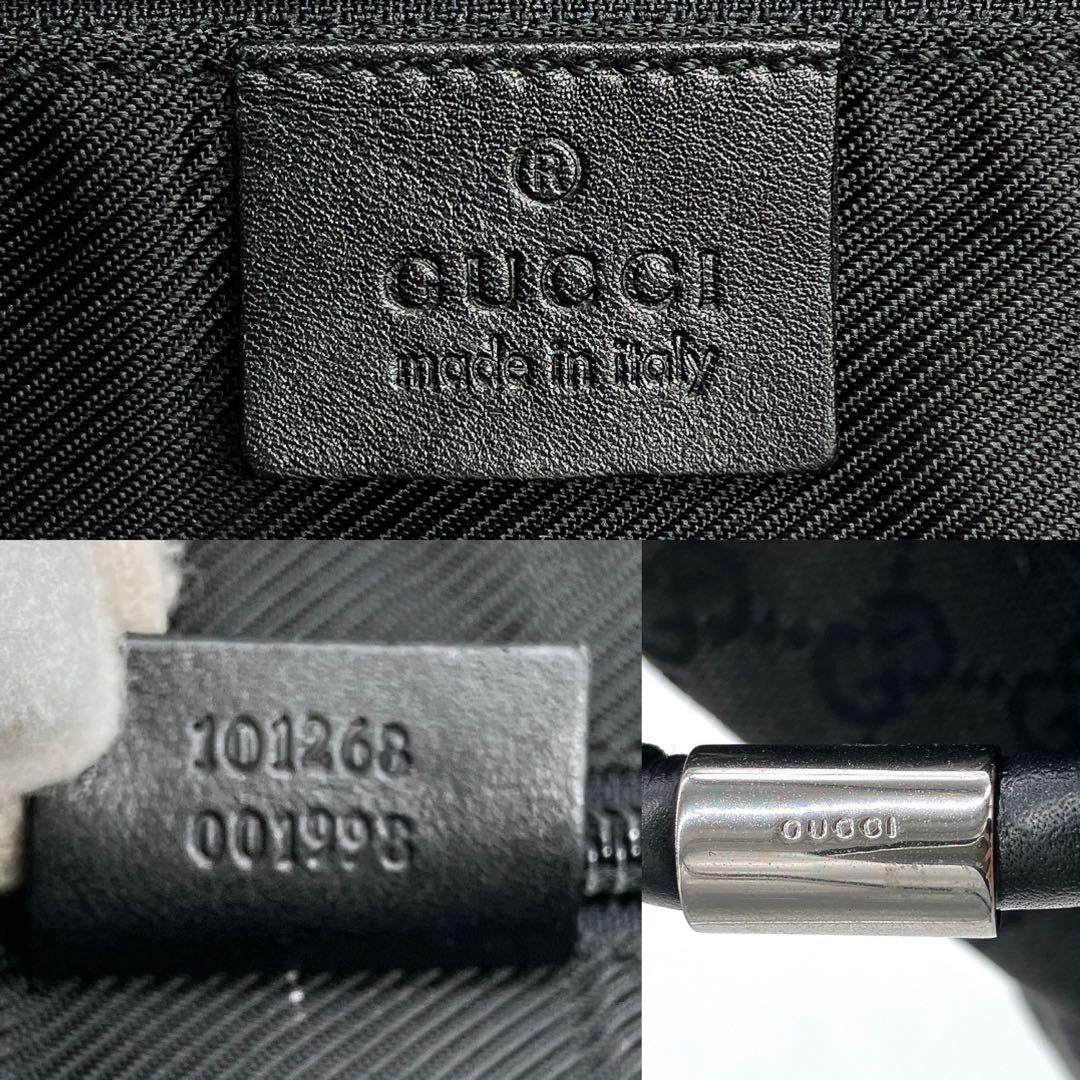 ®
GUCCI
made in italy
101268
001998
GUCCI